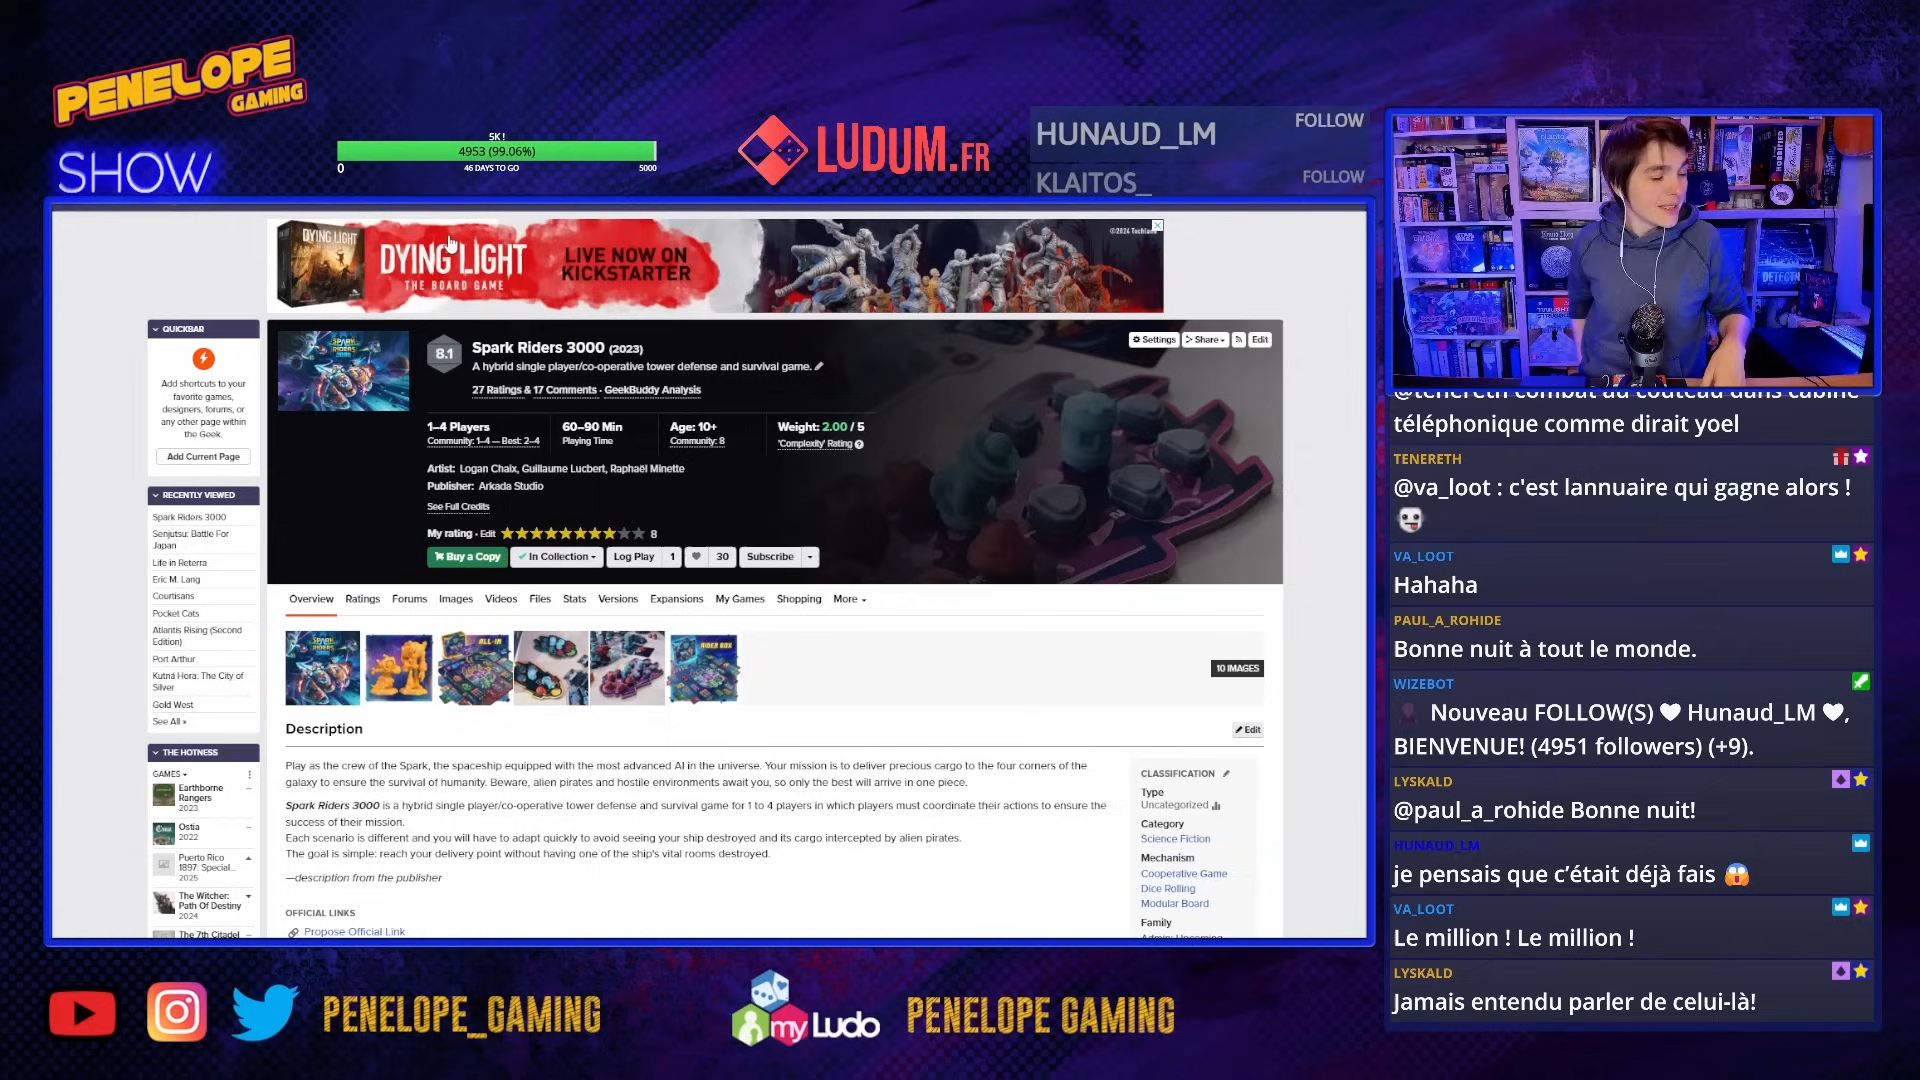 PENELOPE
GAMING
SHOW
5K !
4953 (99.06%)
0
46 DAYS TO GO
5000
LUDUM.FR
HUNAUD_LM
FOLLOW
KLAITOS_
FOLLOW
DYING LIGHT
DYING LIGHT
THE BOARD GAME
LIVE NOW ON
KICKSTARTER
©2024 Techland
QUICKBAR
Add shortcuts to your
favorite games,
designers, forums, or
any other page within
the Geek.
Add Current Page
RECENTLY VIEWED
Spark Riders 3000
Senjutsu: Battle For
Japan
Life in Reterra
Eric M. Lang
Courtisans
Pocket Cats
Atlantis Rising (Second
Edition)
Port Arthur
Kutná Hora: The City of
Silver
Gold West
See All »
THE HOTNESS
GAMES
Earthborne
Rangers
2023
Ostia
2022
Puerto Rico
1897: Special...
2025
The Witcher:
Path Of Destiny
2024
The 7th Citadel
8.1
Spark Riders 3000 (2023)
A hybrid single player/co-operative tower defense and survival game.
27 Ratings & 17 Comments · GeekBuddy Analysis
Settings
Share
Edit
1–4 Players
Community: 1–4 — Best: 2–4
60–90 Min
Playing Time
Age: 10+
Community: 8
Weight: 2.00 / 5
'Complexity' Rating
Artist: Logan Chaix, Guillaume Lucbert, Raphaël Minette
Publisher: Arkada Studio
See Full Credits
My rating · Edit
8
Buy a Copy
In Collection
Log Play
1
30
Subscribe
Overview
Ratings
Forums
Images
Videos
Files
Stats
Versions
Expansions
My Games
Shopping
More
SPARK
RIDERS
ALL-IN
RIDER BOX
10 IMAGES
Description
Edit
Play as the crew of the Spark, the spaceship equipped with the most advanced AI in the universe. Your mission is to deliver precious cargo to the four corners of the
galaxy to ensure the survival of humanity. Beware, alien pirates and hostile environments await you, so only the best will arrive in one piece.
Spark Riders 3000 is a hybrid single player/co-operative tower defense and survival game for 1 to 4 players in which players must coordinate their actions to ensure the
success of their mission.
Each scenario is different and you will have to adapt quickly to avoid seeing your ship destroyed and its cargo intercepted by alien pirates.
The goal is simple: reach your delivery point without having one of the ship's vital rooms destroyed.
—description from the publisher
OFFICIAL LINKS
Propose Official Link
CLASSIFICATION
Type
Uncategorized
Category
Science Fiction
Mechanism
Cooperative Game
Dice Rolling
Modular Board
Family
Admin: Upcoming
@tenereth combat au couteau dans cabine
téléphonique comme dirait yoel
TENERETH
@va_loot : c'est lannuaire qui gagne alors !
VA_LOOT
Hahaha
PAUL_A_ROHIDE
Bonne nuit à tout le monde.
WIZEBOT
Nouveau FOLLOW(S) ♥ Hunaud_LM ♥,
BIENVENUE! (4951 followers) (+9).
LYSKALD
@paul_a_rohide Bonne nuit!
HUNAUD_LM
je pensais que c’était déjà fais 😱
VA_LOOT
Le million ! Le million !
LYSKALD
Jamais entendu parler de celui-là!
PENELOPE_GAMING
my Ludo
PENELOPE GAMING